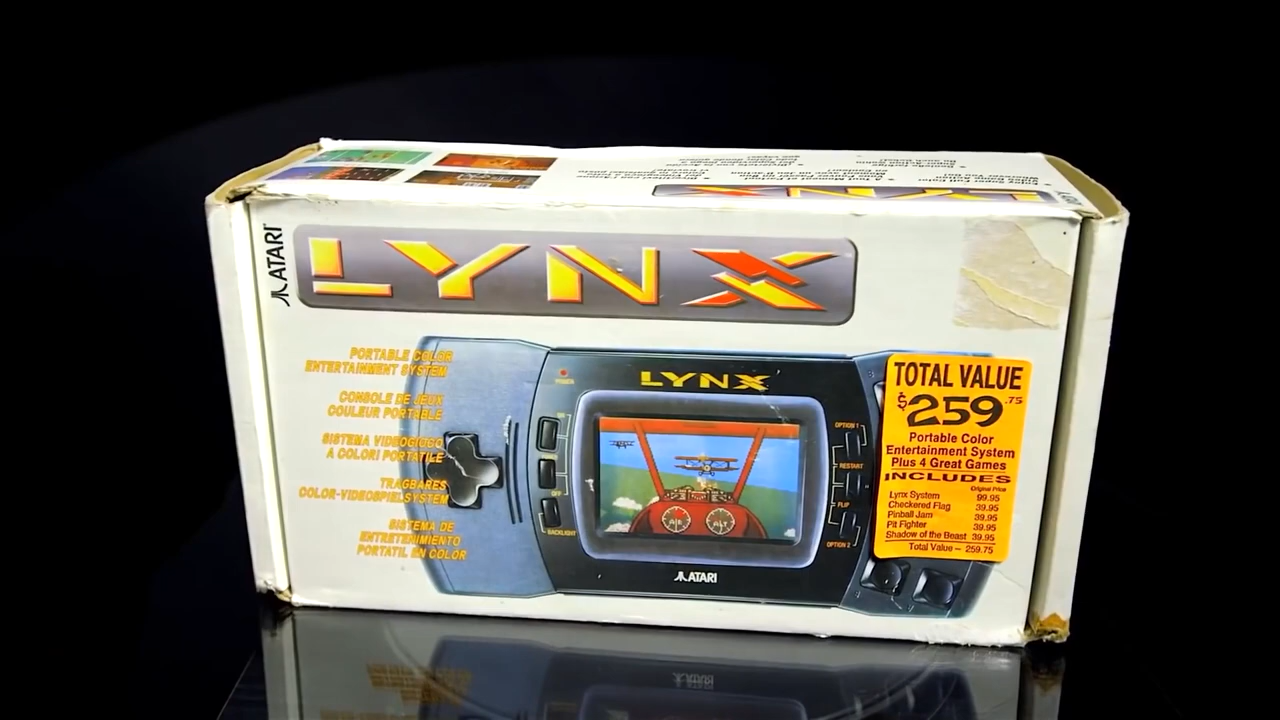 ATARI
LYNX
PORTABLE COLOR
ENTERTAINMENT SYSTEM
CONSOLE DE JEUX
COULEUR PORTABLE
SISTEMA VIDEOGIOCO
A COLORI PORTATILE
TRAGBARES
COLOR-VIDEOSPIELSYSTEM
SISTEMA DE
ENTRETENIMIENTO
PORTATIL EN COLOR
POWER
LYNX
ON
OFF
BACKLIGHT
OPTION 1
RESTART
FLIP
OPTION 2
AIR
ALT
ATARI
TOTAL VALUE
$259.75
Portable Color
Entertainment System
Plus 4 Great Games
INCLUDES
Original Price
Lynx System 99.95
Checkered Flag 39.95
Pinball Jam 39.95
Pit Fighter 39.95
Shadow of the Beast 39.95
Total Value – 259.75